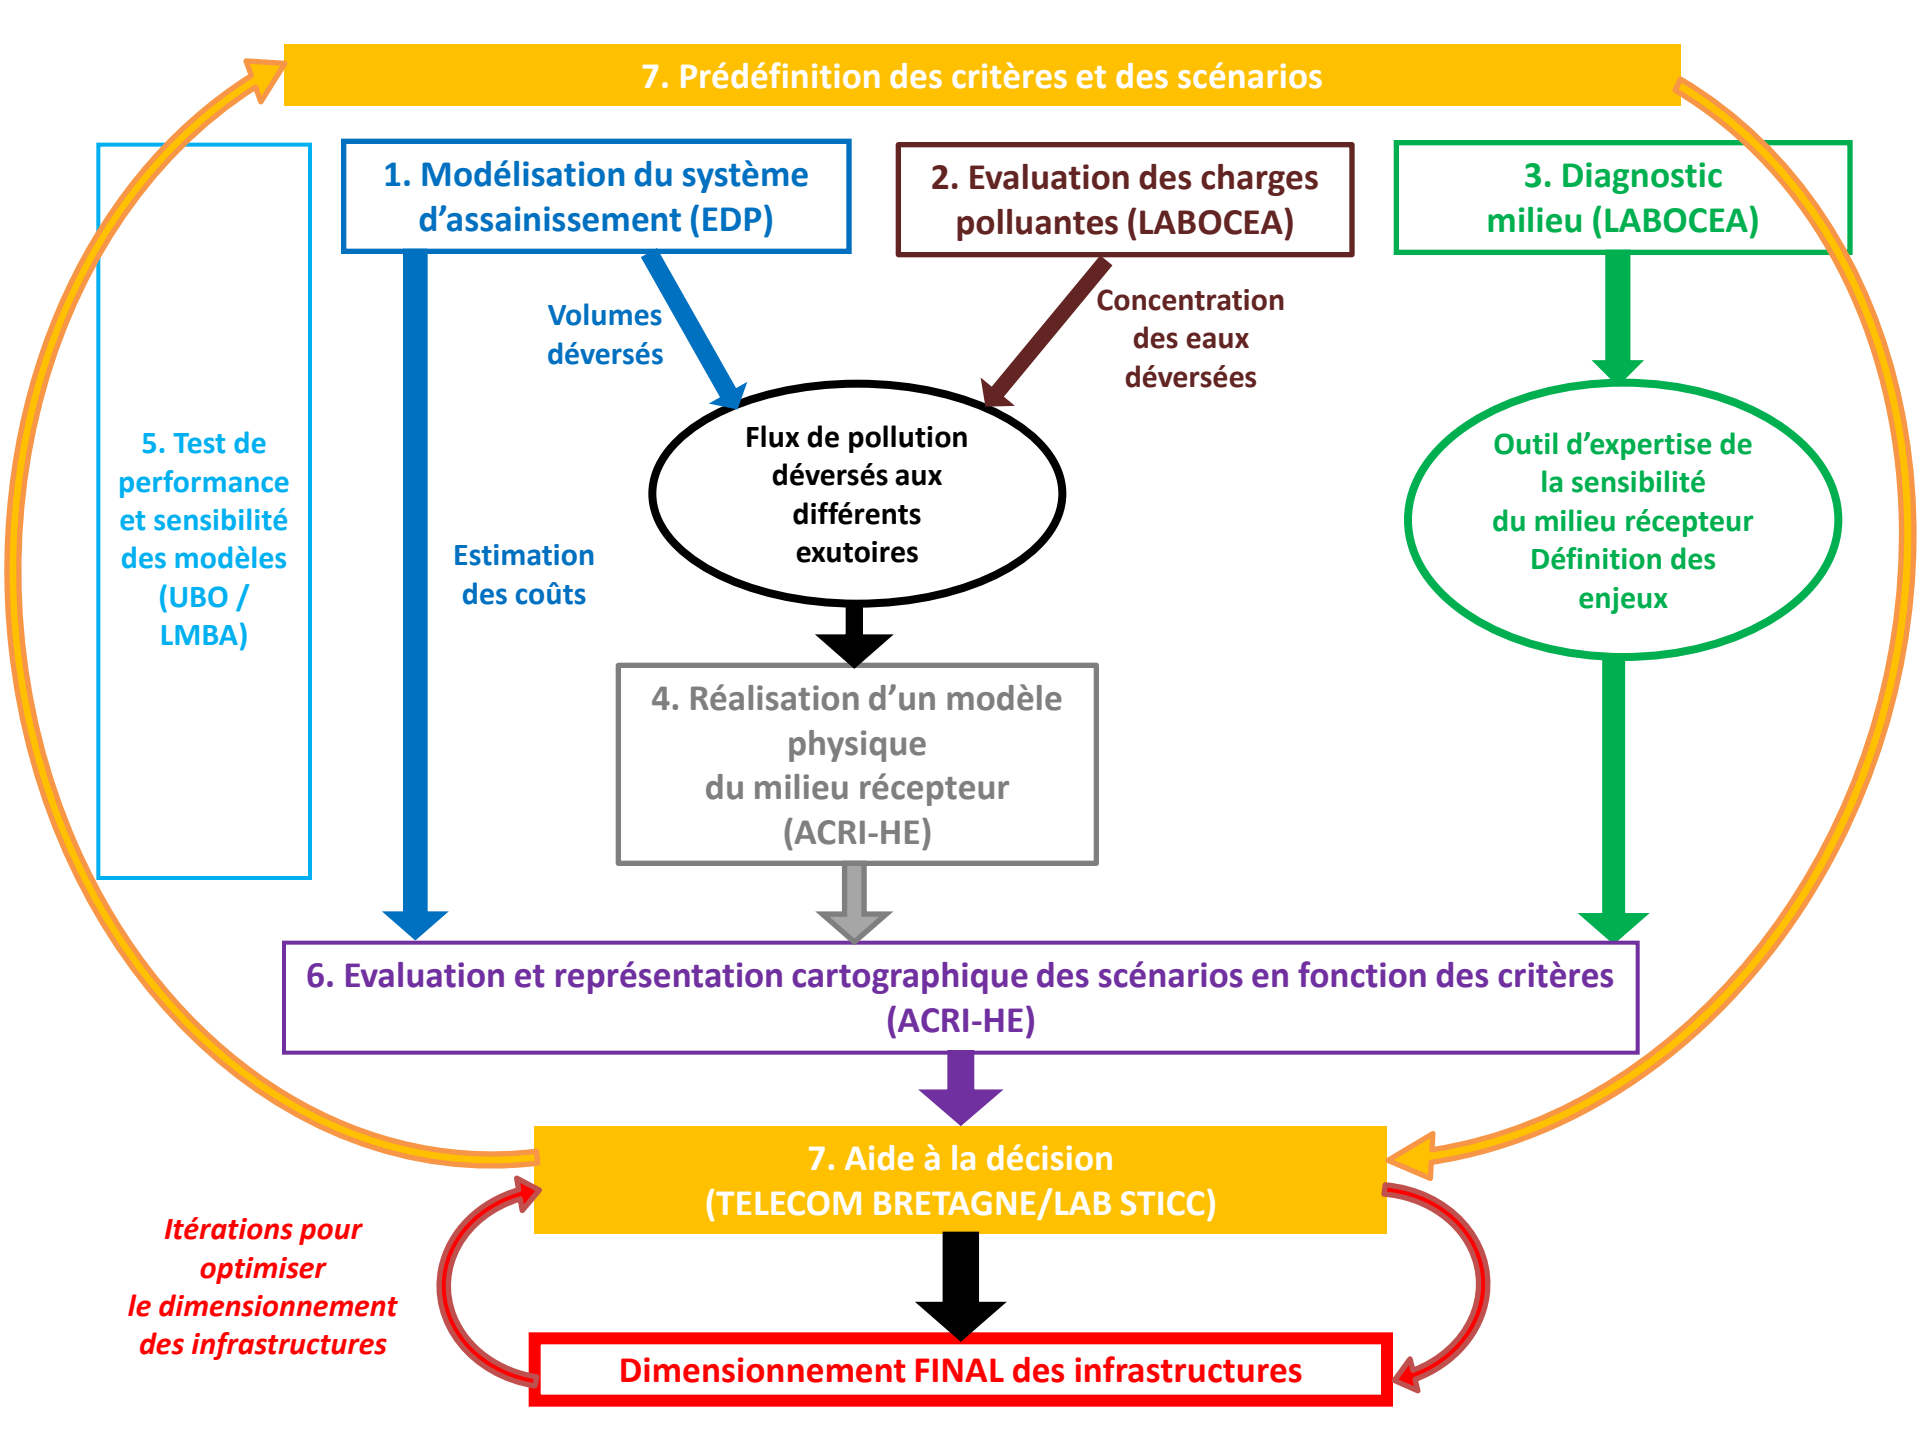 7. Prédéfinition des critères et des scénarios
1. Modélisation du système
d’assainissement (EDP)
2. Evaluation des charges
polluantes (LABOCEA)
3. Diagnostic
milieu (LABOCEA)
Volumes
déversés
Concentration
des eaux
déversées
5. Test de
performance
et sensibilité
des modèles
(UBO /
LMBA)
Estimation
des coûts
Flux de pollution
déversés aux
différents
exutoires
Outil d’expertise de
la sensibilité
du milieu récepteur
Définition des
enjeux
4. Réalisation d’un modèle
physique
du milieu récepteur
(ACRI-HE)
6. Evaluation et représentation cartographique des scénarios en fonction des critères
(ACRI-HE)
7. Aide à la décision
(TELECOM BRETAGNE/LAB STICC)
Itérations pour
optimiser
le dimensionnement
des infrastructures
Dimensionnement FINAL des infrastructures